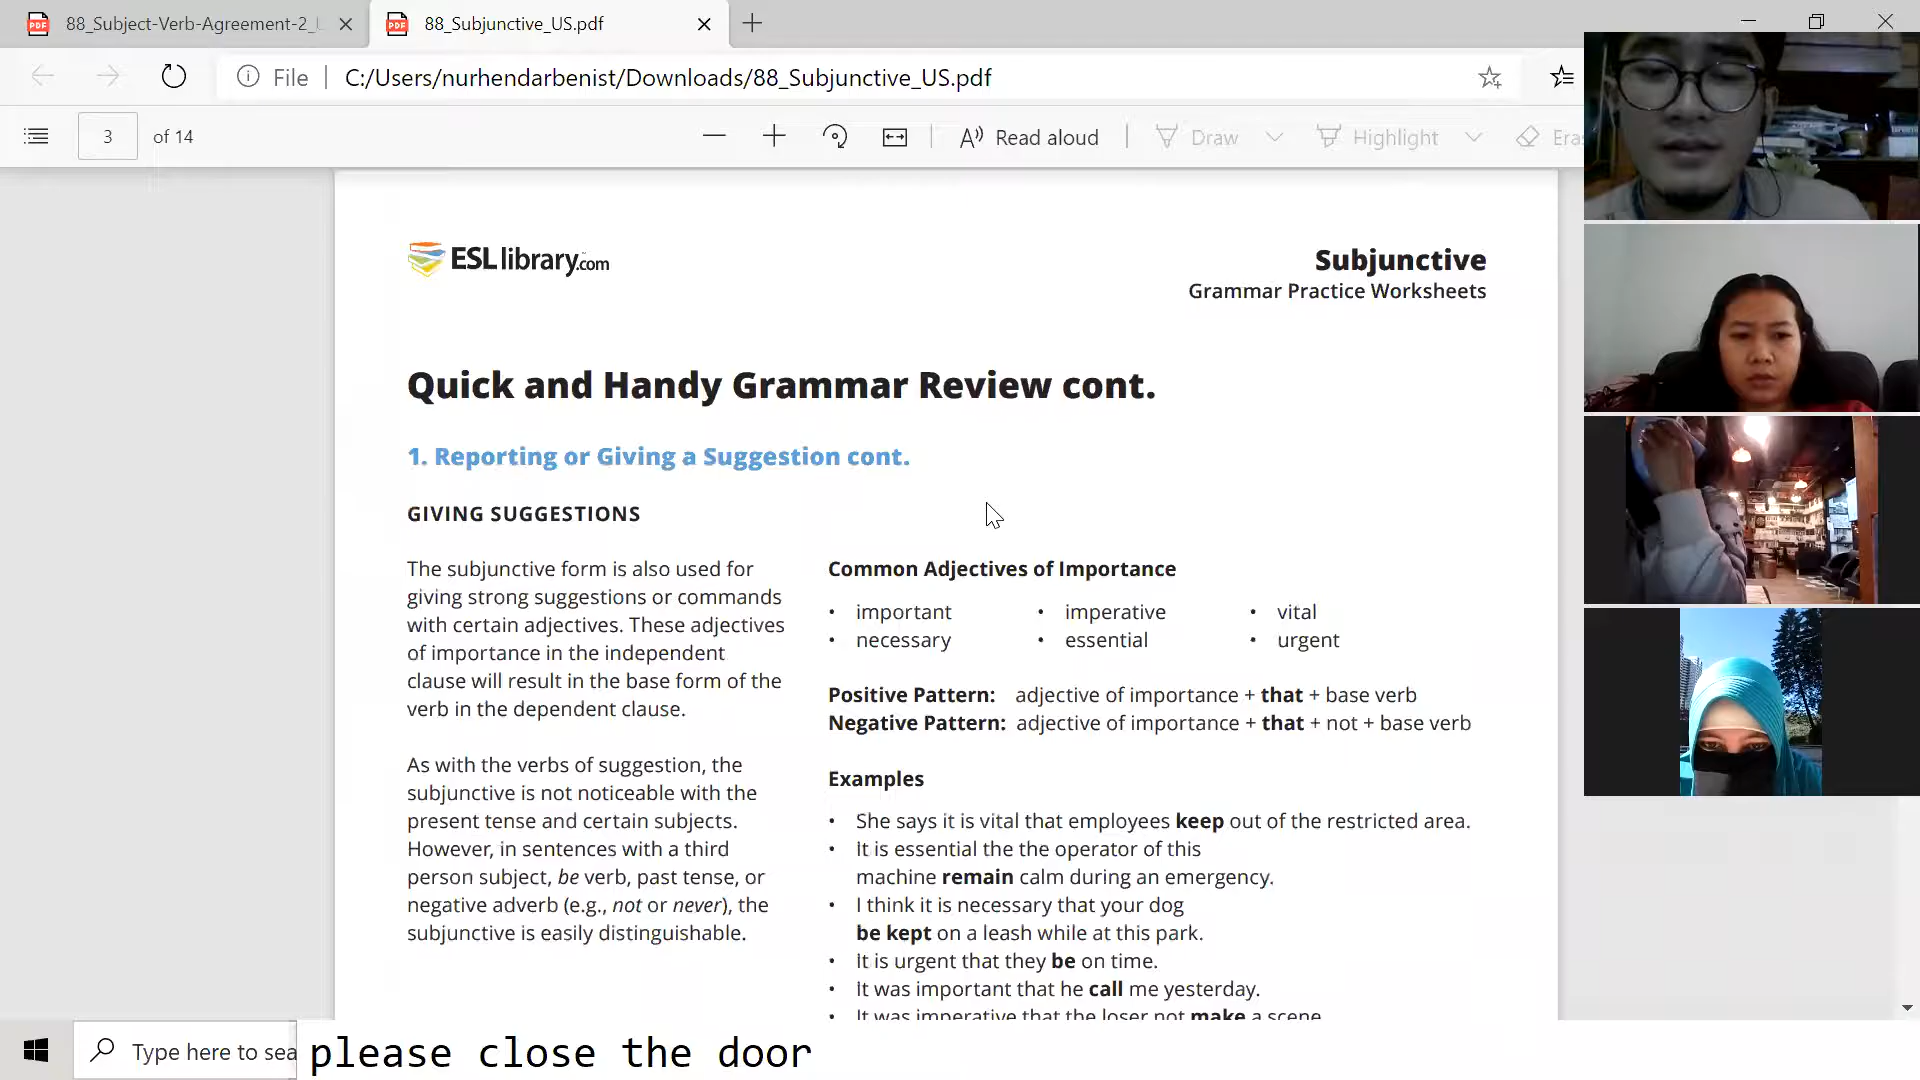 88_Subject-Verb-Agreement-2_
88_Subjunctive_US.pdf
File
C:/Users/nurhendarbenist/Downloads/88_Subjunctive_US.pdf
3 of 14
Read aloud
Draw
Highlight
Era
ESLlibrary.com
Subjunctive
Grammar Practice Worksheets
Quick and Handy Grammar Review cont.
1. Reporting or Giving a Suggestion cont.
GIVING SUGGESTIONS
The subjunctive form is also used for
giving strong suggestions or commands
with certain adjectives. These adjectives
of importance in the independent
clause will result in the base form of the
verb in the dependent clause.
As with the verbs of suggestion, the
subjunctive is not noticeable with the
present tense and certain subjects.
However, in sentences with a third
person subject, be verb, past tense, or
negative adverb (e.g., not or never), the
subjunctive is easily distinguishable.
Common Adjectives of Importance
• important • imperative • vital
• necessary • essential • urgent
Positive Pattern: adjective of importance + that + base verb
Negative Pattern: adjective of importance + that + not + base verb
Examples
• She says it is vital that employees keep out of the restricted area.
• It is essential the the operator of this
machine remain calm during an emergency.
• I think it is necessary that your dog
be kept on a leash while at this park.
• It is urgent that they be on time.
• It was important that he call me yesterday.
• It was imperative that the loser not make a scene
Type here to sea
please close the door